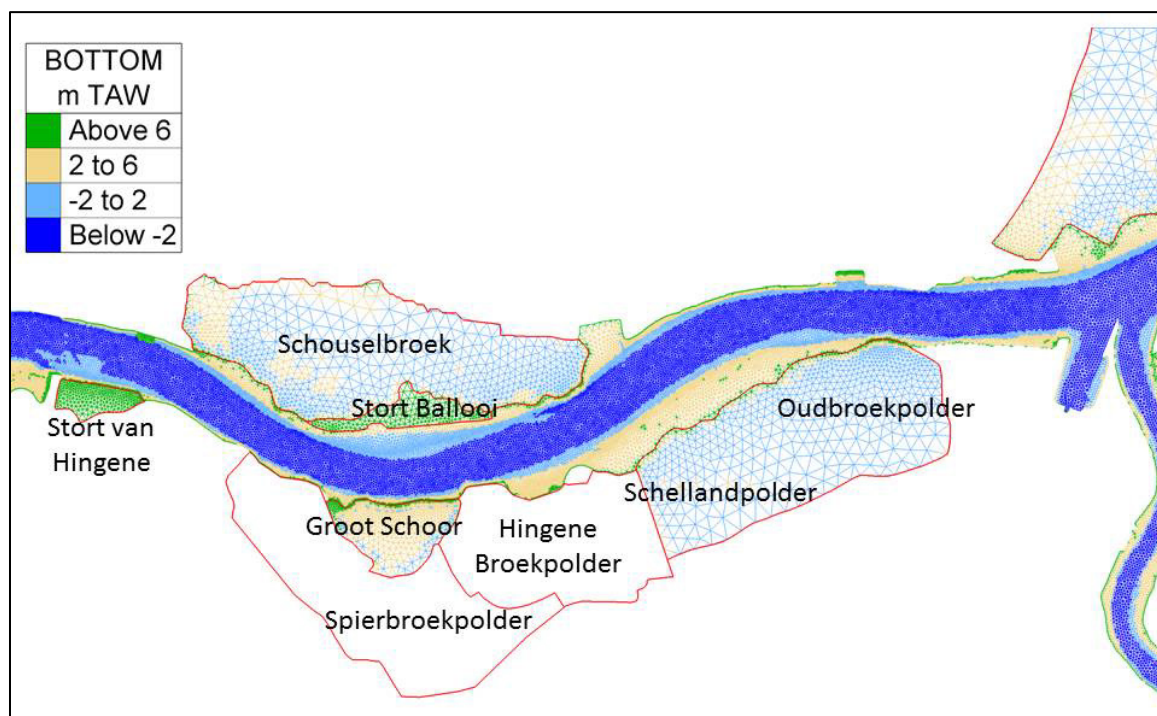 BOTTOM
m TAW
Above 6
2 to 6
-2 to 2
Below -2
Schouselbroek
Stort Ballooi
Oudbroekpolder
Stort van
Hingene
Schellandpolder
Groot Schoor
Hingene
Broekpolder
Spierbroekpolder